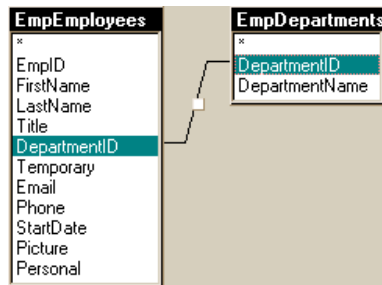 EmpEmployees
*
EmpID
FirstName
LastName
Title
DepartmentID
Temporary
Email
Phone
StartDate
Picture
Personal
EmpDepartments
*
DepartmentID
DepartmentName